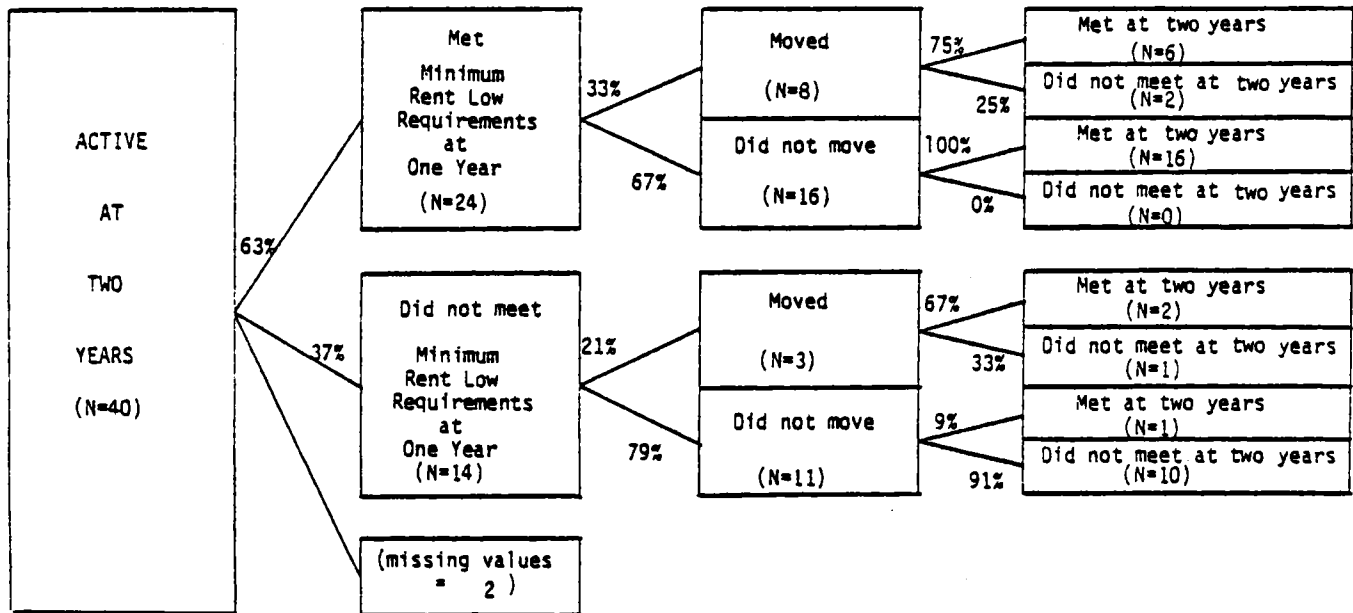 ACTIVE
AT
TWO
YEARS
(N=40)
63%
37%
Met
Minimum
Rent Low
Requirements
at
One Year
(N=24)
33%
67%
Moved
(N=8)
Did not move
(N=16)
75%
25%
100%
0%
Met at two years
(N=6)
Did not meet at two years
(N=2)
Met at two years
(N=16)
Did not meet at two years
(N=0)
Did not meet
Minimum
Rent Low
Requirements
at
One Year
(N=14)
21%
79%
Moved
(N=3)
Did not move
(N=11)
67%
33%
9%
91%
Met at two years
(N=2)
Did not meet at two years
(N=1)
Met at two years
(N=1)
Did not meet at two years
(N=10)
(missing values
= 2 )